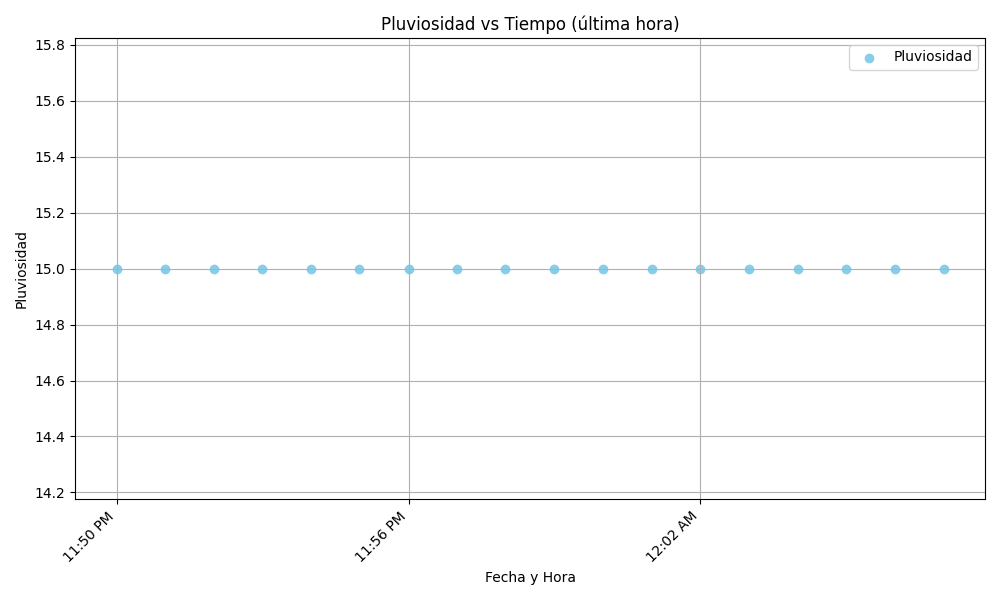 Pluviosidad vs Tiempo (última hora)
Pluviosidad
15.8
15.6
15.4
15.2
15.0
14.8
14.6
14.4
14.2
Pluviosidad
11:50 PM
11:56 PM
12:02 AM
Fecha y Hora